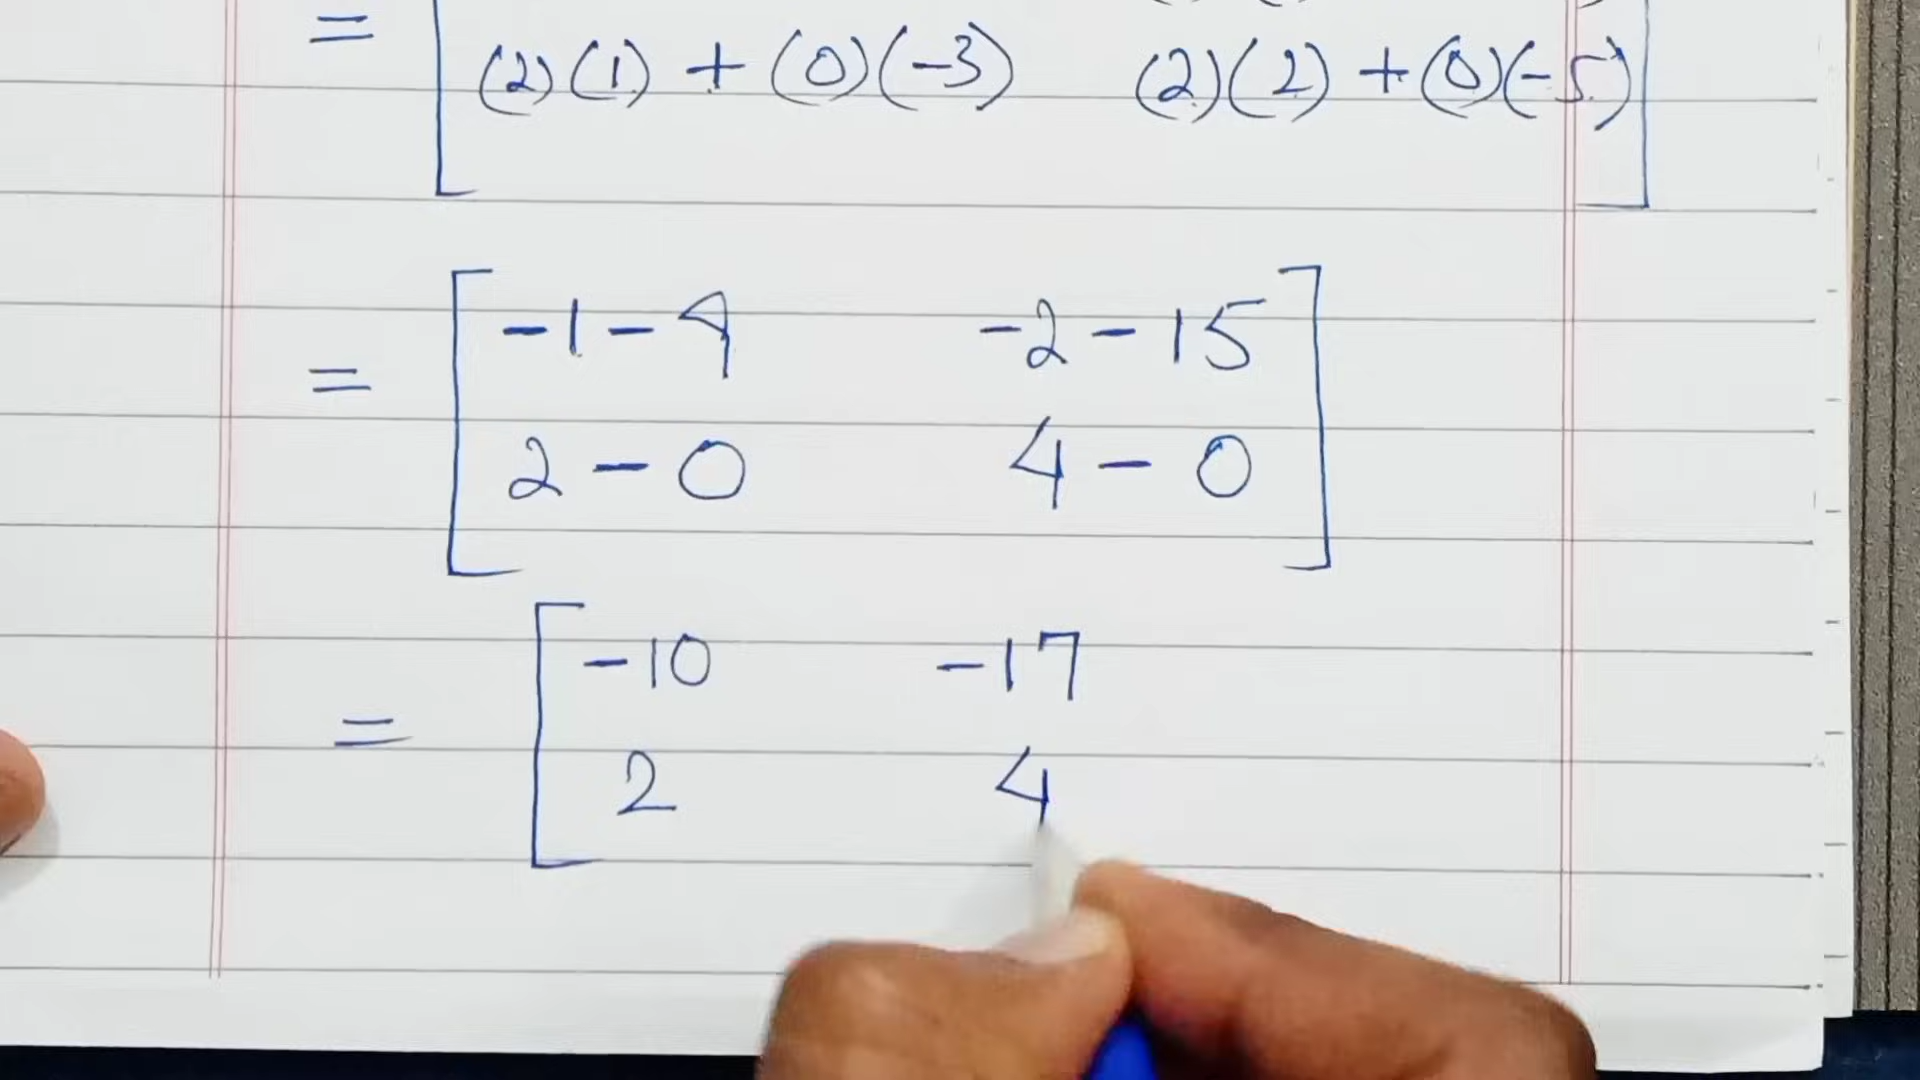 =
(2)(1) + (0)(-3) (2)(2) + (0)(-5)
-1 - 9 -2 - 15
=
2 - 0 4 - 0
-10 -17
=
2 4